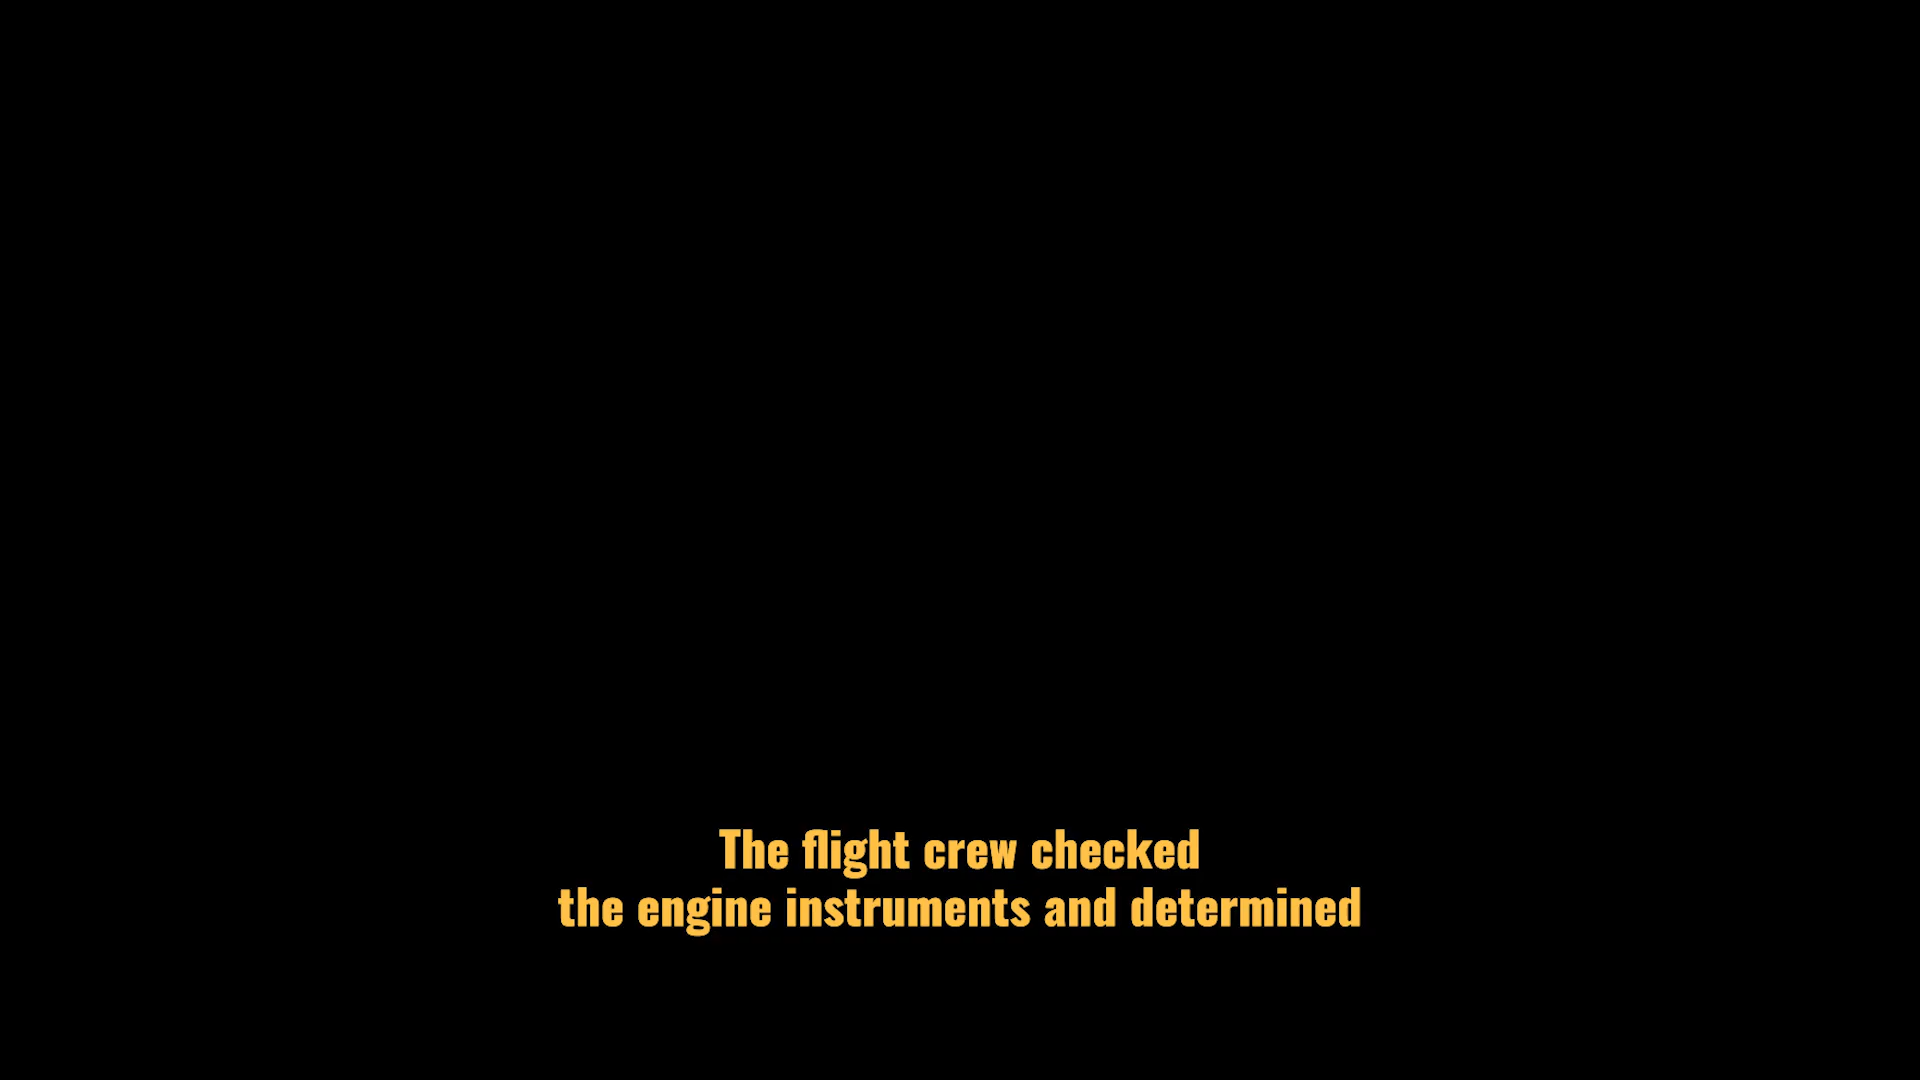 The flight crew checked
the engine instruments and determined